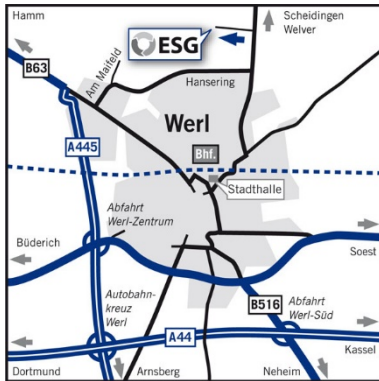 Hamm
Scheidingen
Welver
ESG
B63
Am Maifeld
Hansering
Werl
A445
Bhf.
Stadthalle
Abfahrt
Werl-Zentrum
Büderich
Soest
Autobahn-
kreuz
Werl
B516
Abfahrt
Werl-Süd
A44
Kassel
Dortmund
Arnsberg
Neheim